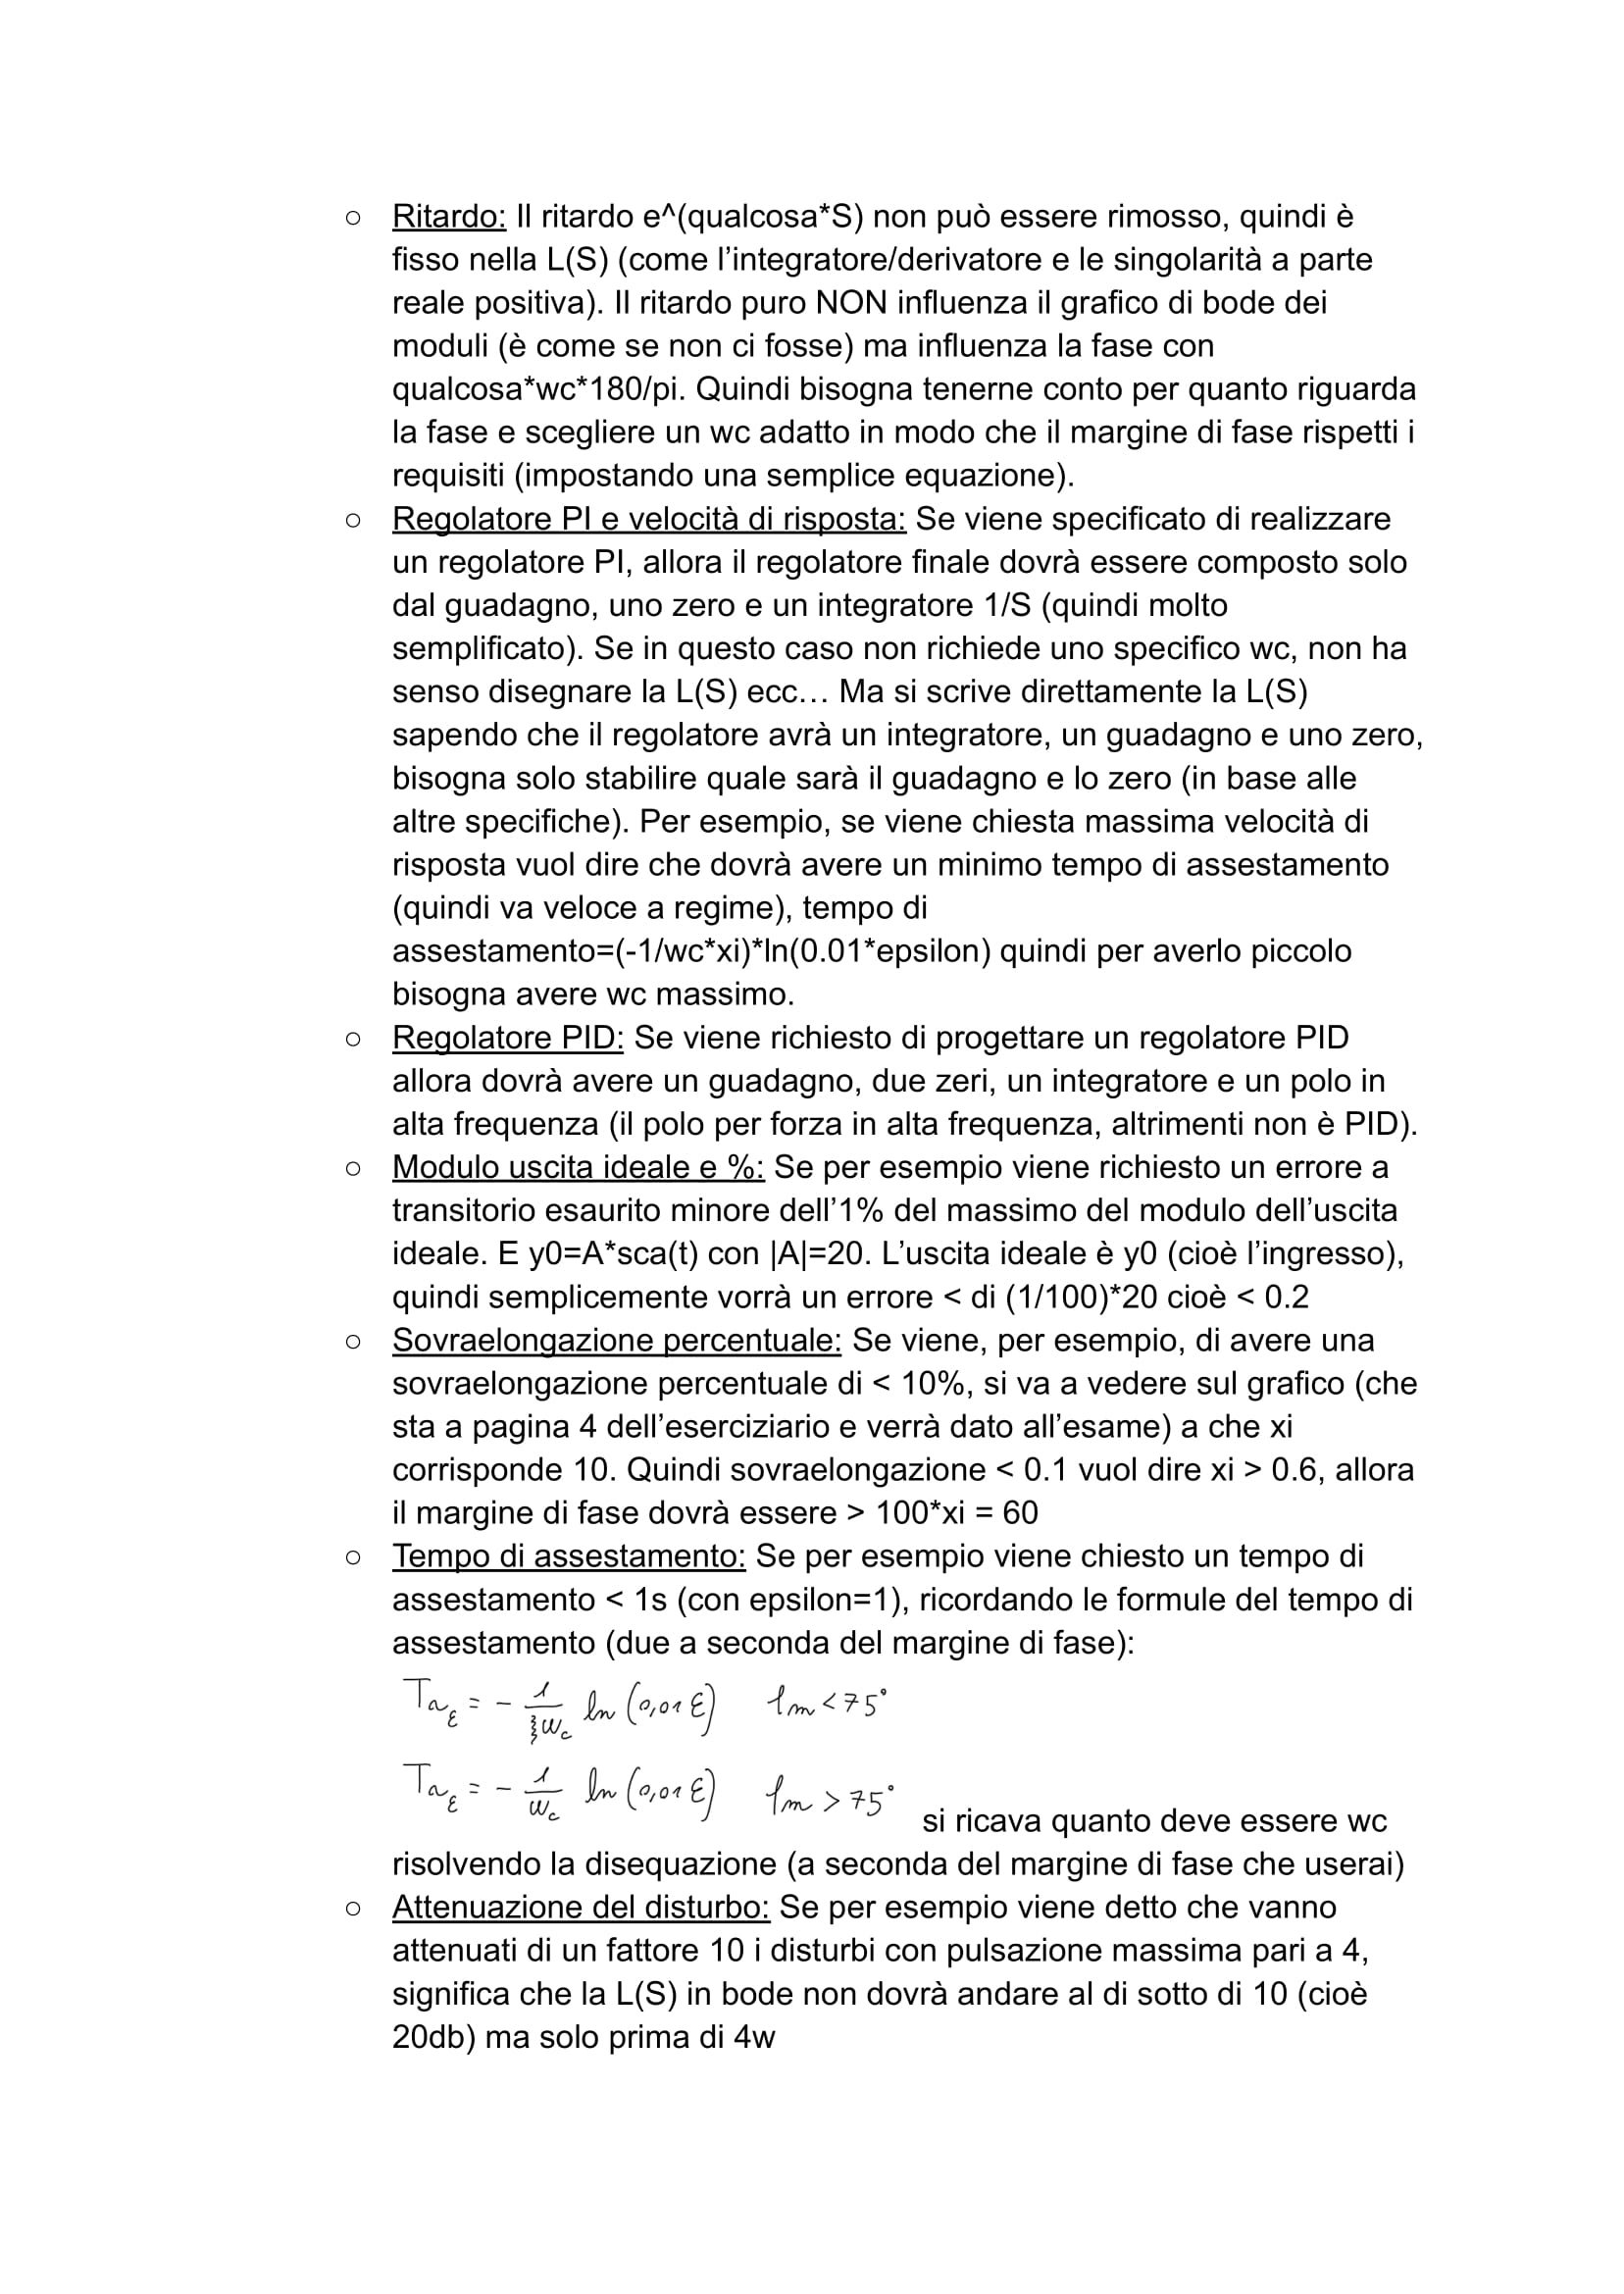 ○ Ritardo: Il ritardo e^(qualcosa*S) non può essere rimosso, quindi è
fisso nella L(S) (come l’integratore/derivatore e le singolarità a parte
reale positiva). Il ritardo puro NON influenza il grafico di bode dei
moduli (è come se non ci fosse) ma influenza la fase con
qualcosa*wc*180/pi. Quindi bisogna tenerne conto per quanto riguarda
la fase e scegliere un wc adatto in modo che il margine di fase rispetti i
requisiti (impostando una semplice equazione).
○ Regolatore PI e velocità di risposta: Se viene specificato di realizzare
un regolatore PI, allora il regolatore finale dovrà essere composto solo
dal guadagno, uno zero e un integratore 1/S (quindi molto
semplificato). Se in questo caso non richiede uno specifico wc, non ha
senso disegnare la L(S) ecc… Ma si scrive direttamente la L(S)
sapendo che il regolatore avrà un integratore, un guadagno e uno zero,
bisogna solo stabilire quale sarà il guadagno e lo zero (in base alle
altre specifiche). Per esempio, se viene chiesta massima velocità di
risposta vuol dire che dovrà avere un minimo tempo di assestamento
(quindi va veloce a regime), tempo di
assestamento=(-1/wc*xi)*ln(0.01*epsilon) quindi per averlo piccolo
bisogna avere wc massimo.
○ Regolatore PID: Se viene richiesto di progettare un regolatore PID
allora dovrà avere un guadagno, due zeri, un integratore e un polo in
alta frequenza (il polo per forza in alta frequenza, altrimenti non è PID).
○ Modulo uscita ideale e %: Se per esempio viene richiesto un errore a
transitorio esaurito minore dell’1% del massimo del modulo dell’uscita
ideale. E y0=A*sca(t) con |A|=20. L’uscita ideale è y0 (cioè l’ingresso),
quindi semplicemente vorrà un errore < di (1/100)*20 cioè < 0.2
○ Sovraelongazione percentuale: Se viene, per esempio, di avere una
sovraelongazione percentuale di < 10%, si va a vedere sul grafico (che
sta a pagina 4 dell’eserciziario e verrà dato all’esame) a che xi
corrisponde 10. Quindi sovraelongazione < 0.1 vuol dire xi > 0.6, allora
il margine di fase dovrà essere > 100*xi = 60
○ Tempo di assestamento: Se per esempio viene chiesto un tempo di
assestamento < 1s (con epsilon=1), ricordando le formule del tempo di
assestamento (due a seconda del margine di fase):
Taε = - 1/(ξwc) ln (0,01 ε) fm < 75°
Taε = - 1/wc ln (0,01 ε) fm > 75°
si ricava quanto deve essere wc
risolvendo la disequazione (a seconda del margine di fase che userai)
○ Attenuazione del disturbo: Se per esempio viene detto che vanno
attenuati di un fattore 10 i disturbi con pulsazione massima pari a 4,
significa che la L(S) in bode non dovrà andare al di sotto di 10 (cioè
20db) ma solo prima di 4w